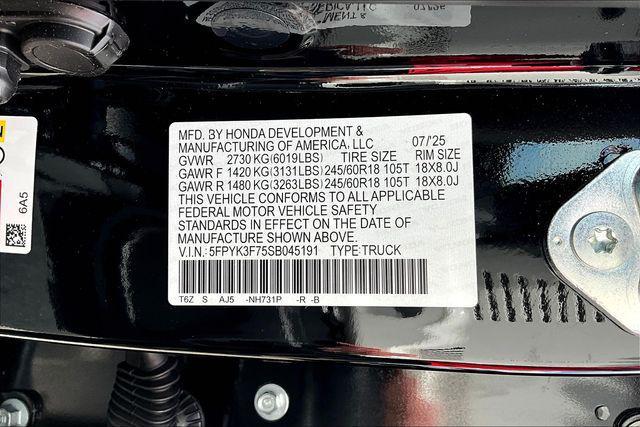 MFD. BY HONDA DEVELOPMENT &
MANUFACTURING OF AMERICA, LLC 07/'25
GVWR 2730 KG(6019LBS) TIRE SIZE RIM SIZE
GAWR F 1420 KG(3131LBS) 245/60R18 105T 18X8.0J
GAWR R 1480 KG(3263LBS) 245/60R18 105T 18X8.0J
THIS VEHICLE CONFORMS TO ALL APPLICABLE
FEDERAL MOTOR VEHICLE SAFETY
STANDARDS IN EFFECT ON THE DATE OF
MANUFACTURE SHOWN ABOVE.
V.I.N.: 5FPYK3F75SB045191 TYPE:TRUCK
T6Z S AJ5 -NH731P -R -B
6A5